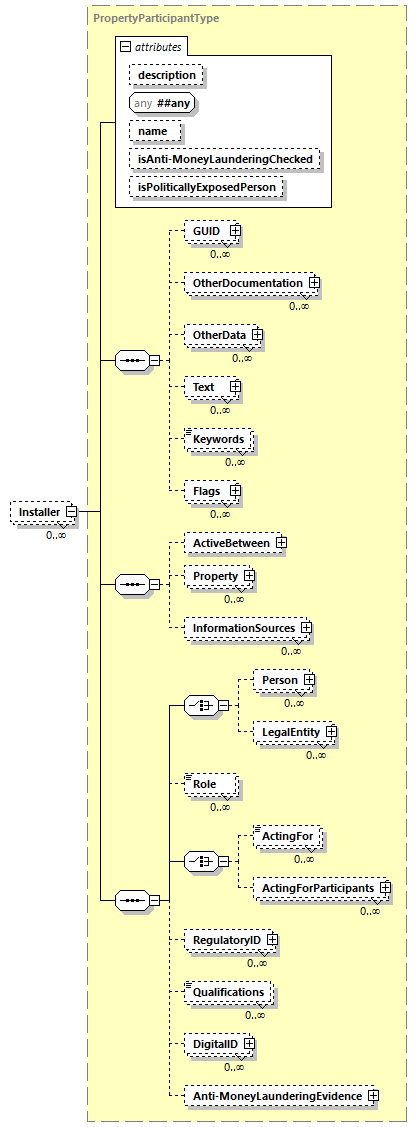 PropertyParticipantType
attributes
description
any ##any
name
isAnti-MoneyLaunderingChecked
isPoliticallyExposedPerson
GUID
0..∞
OtherDocumentation
0..∞
OtherData
0..∞
Text
0..∞
Keywords
0..∞
Flags
0..∞
Installer
0..∞
ActiveBetween
Property
0..∞
InformationSources
0..∞
Person
0..∞
LegalEntity
0..∞
Role
0..∞
ActingFor
0..∞
ActingForParticipants
0..∞
RegulatoryID
0..∞
Qualifications
0..∞
DigitalID
0..∞
Anti-MoneyLaunderingEvidence